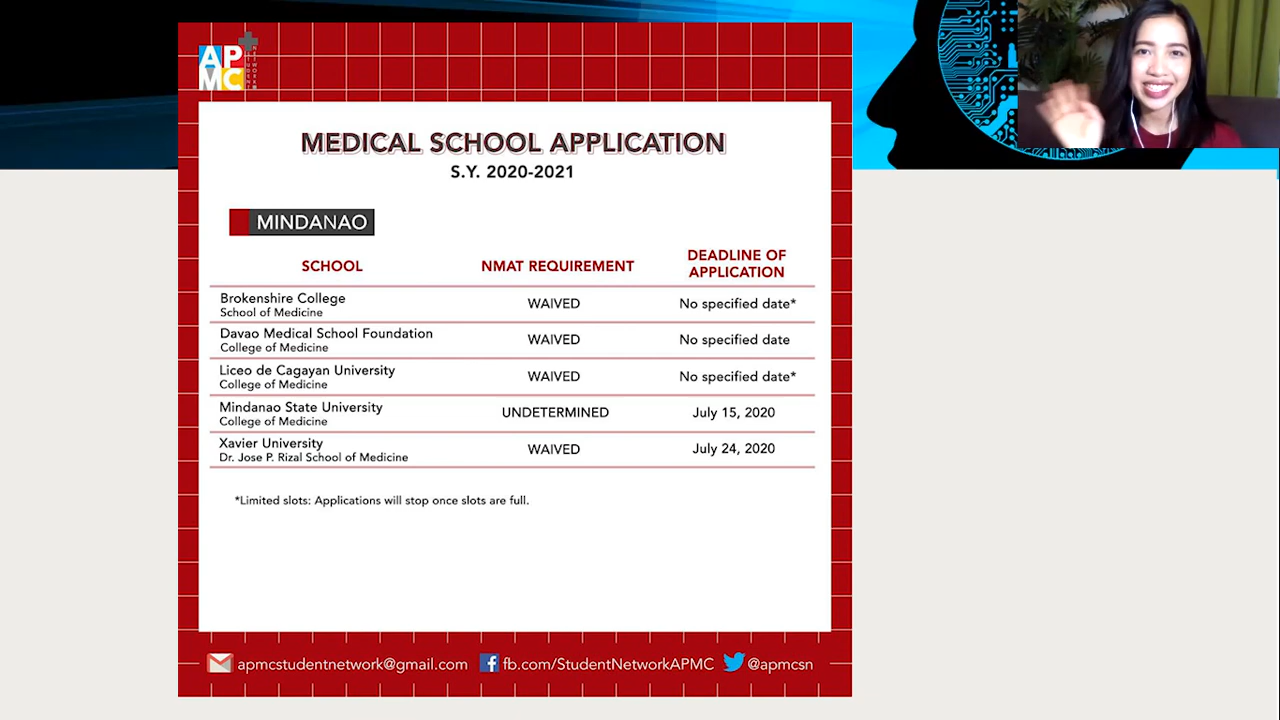 AP
MC
STUDENT
NETWORK
MEDICAL SCHOOL APPLICATION
S.Y. 2020-2021
MINDANAO
SCHOOL NMAT REQUIREMENT DEADLINE OF APPLICATION
Brokenshire College WAIVED No specified date*
School of Medicine
Davao Medical School Foundation WAIVED No specified date
College of Medicine
Liceo de Cagayan University WAIVED No specified date*
College of Medicine
Mindanao State University UNDETERMINED July 15, 2020
College of Medicine
Xavier University WAIVED July 24, 2020
Dr. Jose P. Rizal School of Medicine
*Limited slots: Applications will stop once slots are full.
apmcstudentnetwork@gmail.com fb.com/StudentNetworkAPMC @apmcsn